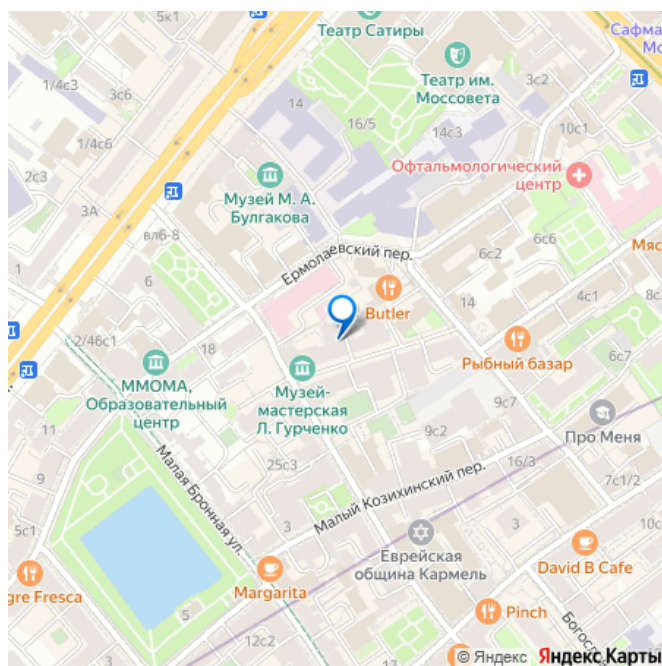 5к1
Театр Сатиры
Сафма
Мо
1/4с3
3с6
14
Театр им.
Моссовета
3с2
16/5
14с3
10с1
1/4с6
2с3
Офтальмологический
центр
Музей М. А.
Булгакова
3А
вл6-8
Ермолаевский пер.
6с2
6с6
Мяс
1
6
Butler
14
4с1
8с
2/46с1
18
Рыбный базар
6с7
ММОМА,
Образовательный
центр
Музей-
мастерская
Л. Гурченко
9с7
11
9с2
Про Меня
25с3
16/3
7с1/2
9
Малая Бронная ул.
Малый Козихинский пер.
5с1
3
3
Еврейская
община Кармель
David B Cafe
gre Fresca
Margarita
5
Pinch
Богосл
12с2
© Яндекс Яндекс Карты